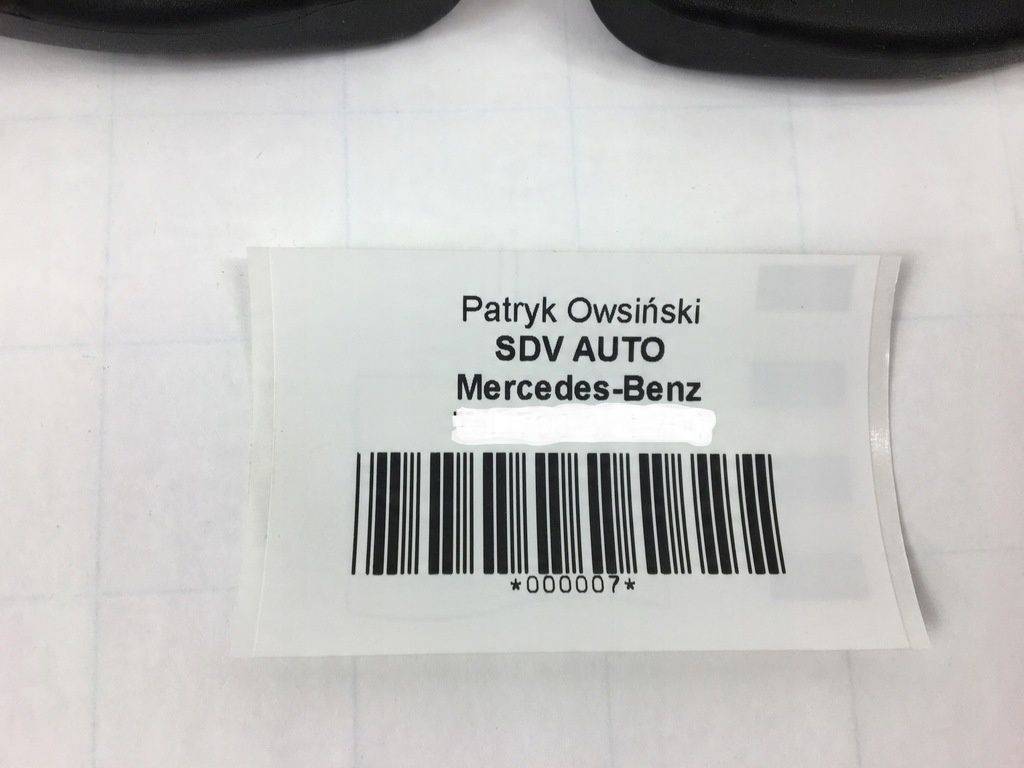 Patryk Owsiński
SDV AUTO
Mercedes-Benz
*000007*